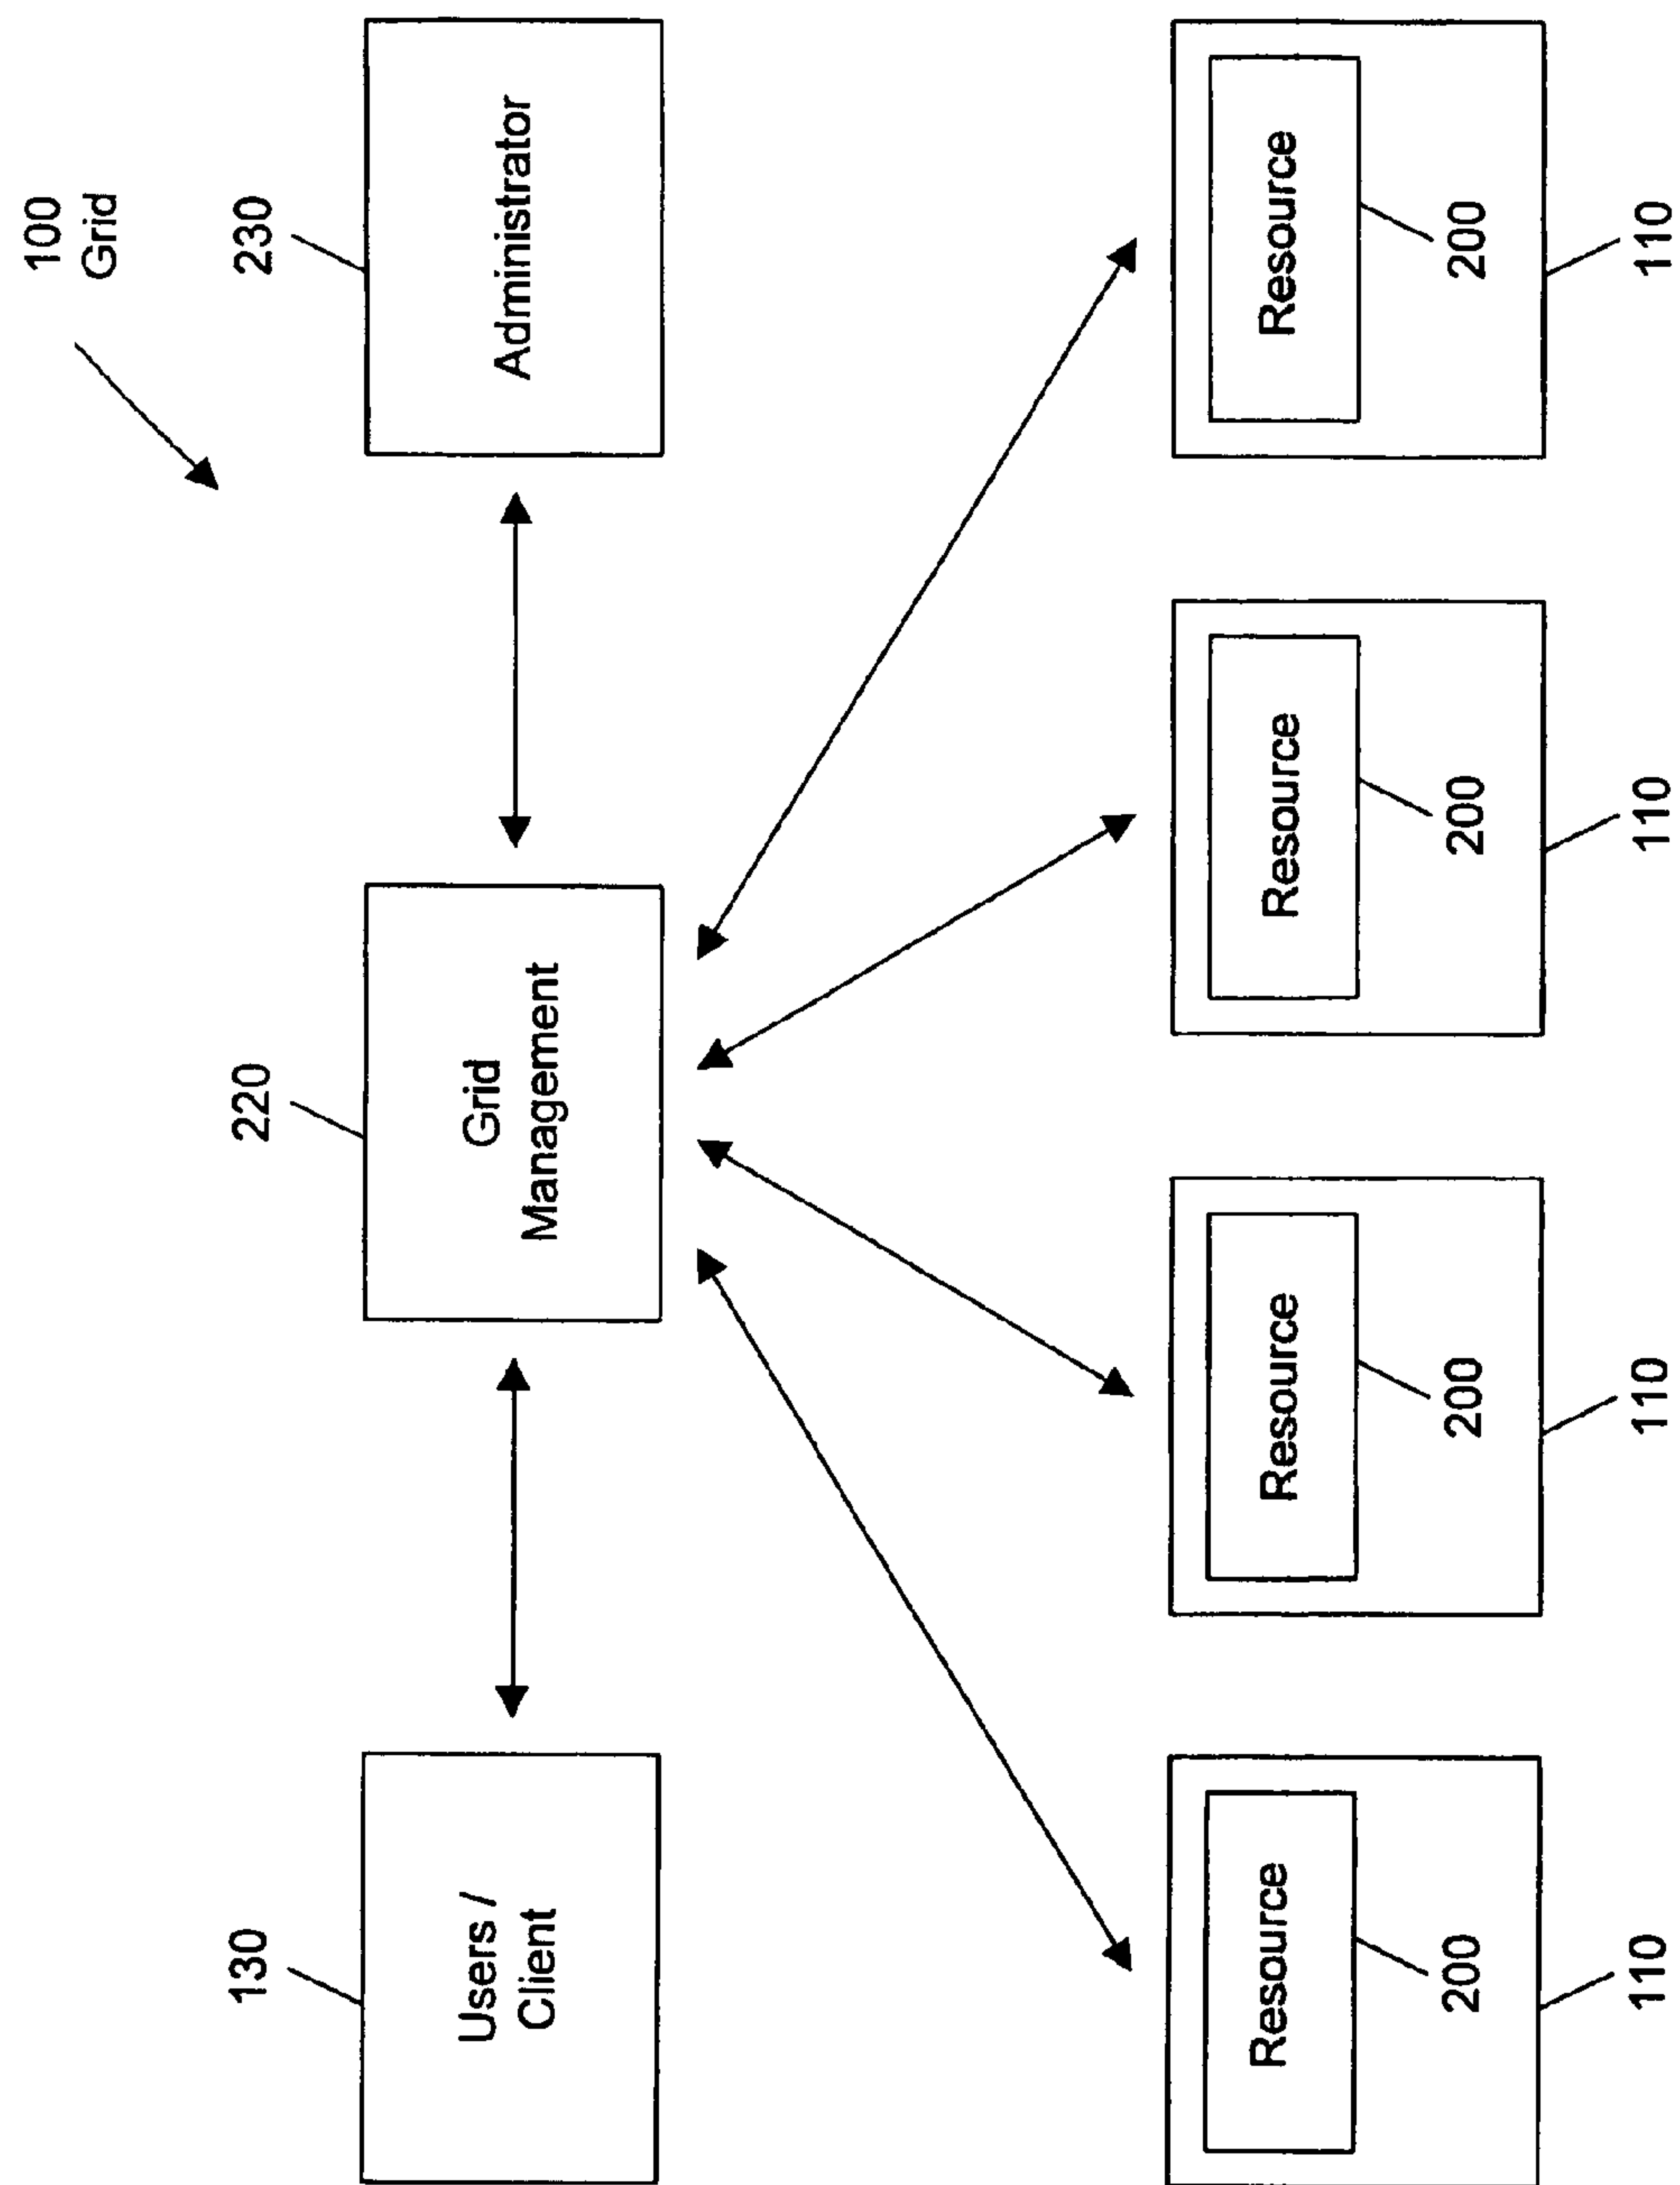 100
Grid
130
220
230
Users /
Client
Grid
Management
Administrator
Resource
Resource
Resource
Resource
200
200
200
200
110
110
110
110